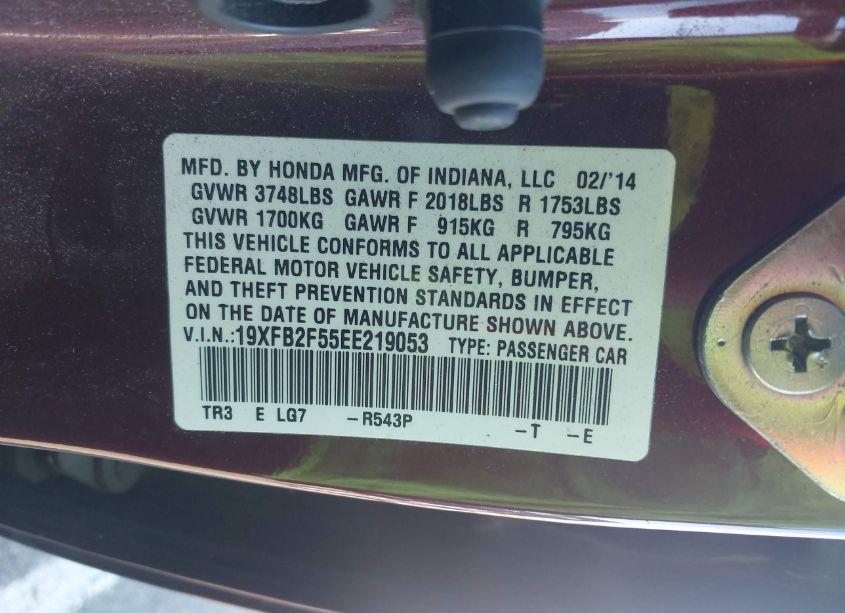 MFD. BY HONDA MFG. OF INDIANA, LLC 02/'14
GVWR 3748LBS GAWR F 2018LBS R 1753LBS
GVWR 1700KG GAWR F 915KG R 795KG
THIS VEHICLE CONFORMS TO ALL APPLICABLE
FEDERAL MOTOR VEHICLE SAFETY, BUMPER,
AND THEFT PREVENTION STANDARDS IN EFFECT
ON THE DATE OF MANUFACTURE SHOWN ABOVE.
V.I.N.:19XFB2F55EE219053 TYPE: PASSENGER CAR
TR3 E LG7 -R543P -T -E